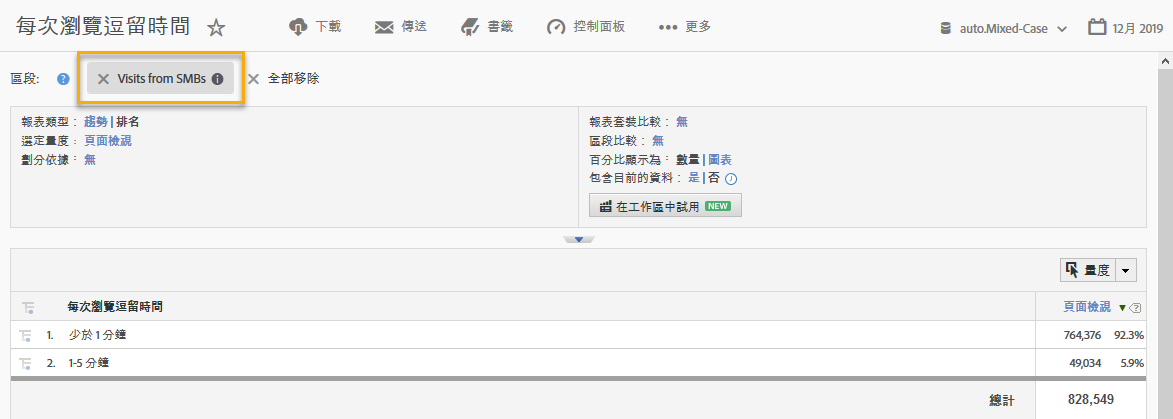 每次瀏覽逗留時間 下載 傳送 書籤 控制面板 更多 auto.Mixed-Case 12月 2019
區段: ? Visits from SMBs i 全部移除
報表類型： 趨勢 | 排名
選定量度： 頁面檢視
劃分依據： 無
報表套裝比較： 無
區段比較： 無
百分比顯示為： 數量 | 圖表
包含目前的資料： 是 | 否 i
在工作區中試用 NEW
量度
每次瀏覽逗留時間 頁面檢視 ?
1. 少於 1 分鐘 764,376 92.3%
2. 1-5 分鐘 49,034 5.9%
總計 828,549